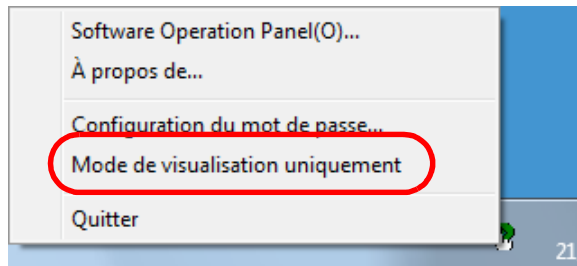 Software Operation Panel(O)...
À propos de...
Configuration du mot de passe...
Mode de visualisation uniquement
Quitter
21